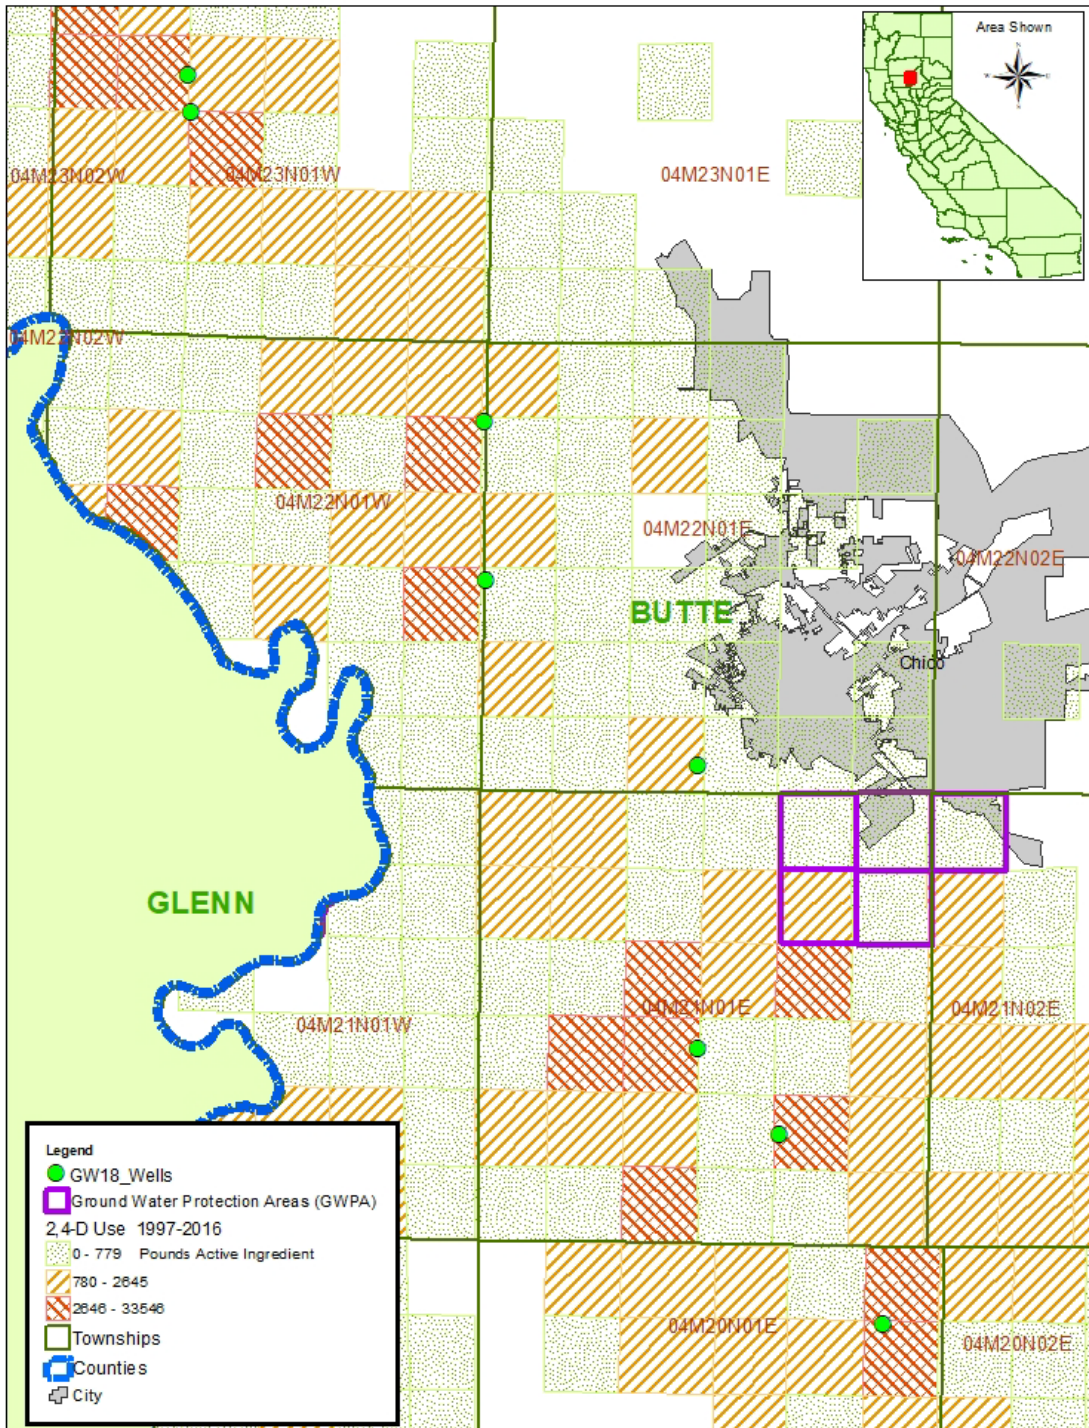 Area Shown
N
W
E
S
04M23N02W
04M23N01W
04M23N01E
04M22N02W
04M22N01W
04M22N01E
04M22N02E
BUTTE
Chico
GLENN
04M21N01W
04M21N01E
04M21N02E
04M20N01E
04M20N02E
Legend
GW18_Wells
Ground Water Protection Areas (GWPA)
2,4-D Use 1997-2016
0 - 779 Pounds Active Ingredient
780 - 2645
2646 - 33546
Townships
Counties
City